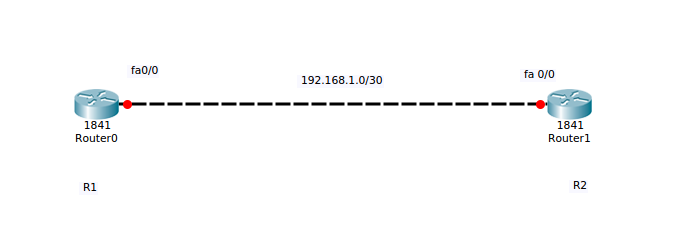 fa0/0
192.168.1.0/30
fa 0/0
1841
Router0
1841
Router1
R1
R2